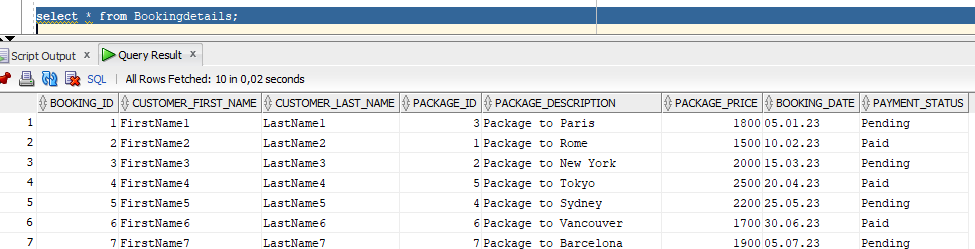 select * from Bookingdetails;
Script Output x Query Result x
SQL | All Rows Fetched: 10 in 0,02 seconds
BOOKING_ID CUSTOMER_FIRST_NAME CUSTOMER_LAST_NAME PACKAGE_ID PACKAGE_DESCRIPTION PACKAGE_PRICE BOOKING_DATE PAYMENT_STATUS
1 1 FirstName1 LastName1 3 Package to Paris 1800 05.01.23 Pending
2 2 FirstName2 LastName2 1 Package to Rome 1500 10.02.23 Paid
3 3 FirstName3 LastName3 2 Package to New York 2000 15.03.23 Pending
4 4 FirstName4 LastName4 5 Package to Tokyo 2500 20.04.23 Paid
5 5 FirstName5 LastName5 4 Package to Sydney 2200 25.05.23 Pending
6 6 FirstName6 LastName6 6 Package to Vancouver 1700 30.06.23 Paid
7 7 FirstName7 LastName7 7 Package to Barcelona 1900 05.07.23 Pending